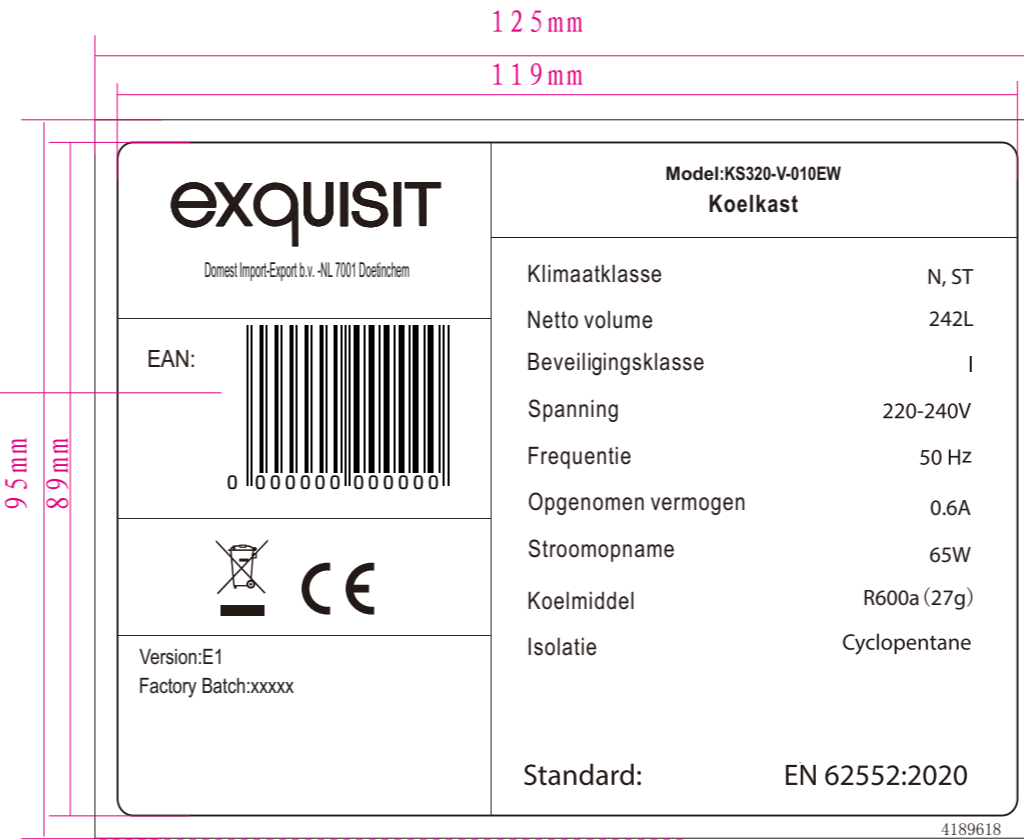 125mm
119mm
95mm
89mm
exquisit
Domest Import-Export b.v. -NL 7001 Doetinchem
EAN:
0 000000 000000
CE
Version:E1
Factory Batch:xxxxx
Model:KS320-V-010EW
Koelkast
Klimaatklasse N, ST
Netto volume 242L
Beveiligingsklasse I
Spanning 220-240V
Frequentie 50 Hz
Opgenomen vermogen 0.6A
Stroomopname 65W
Koelmiddel R600a (27g)
Isolatie Cyclopentane
Standard: EN 62552:2020
4189618